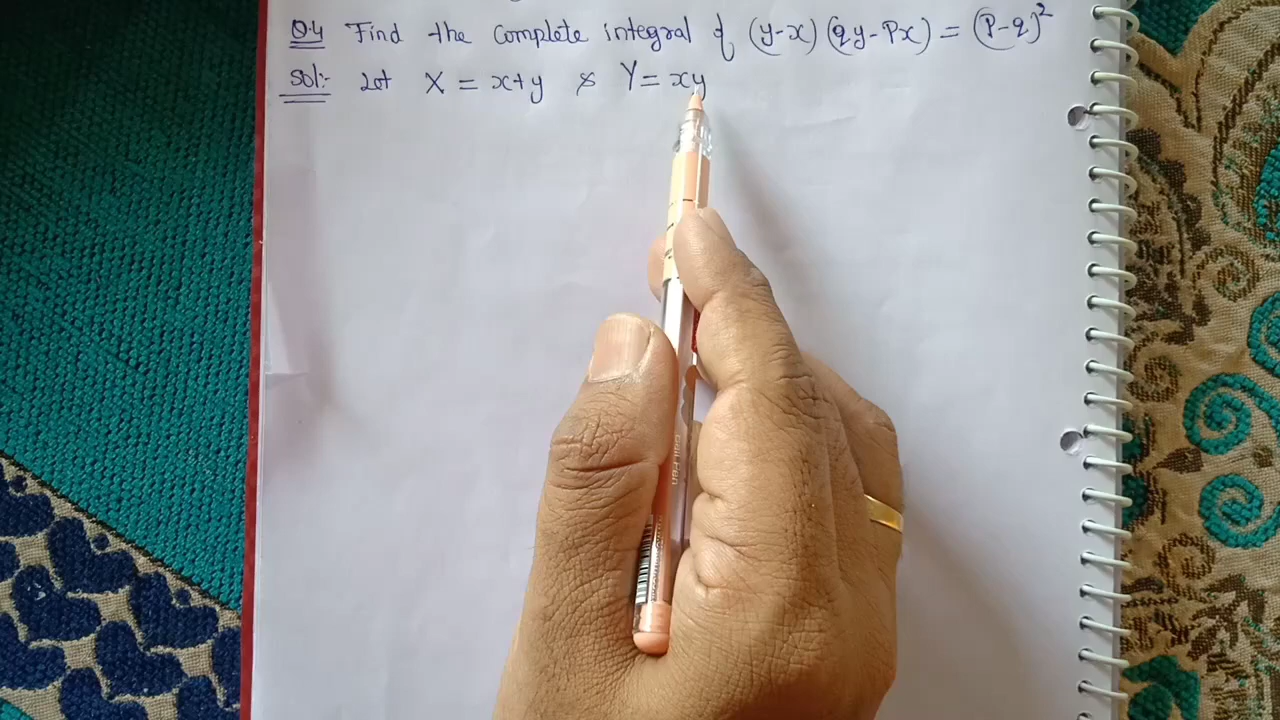 Q.4 Find the complete integral of (y-x)(qy-px) = (p-q)²
Sol:- Let X = x+y & Y = xy